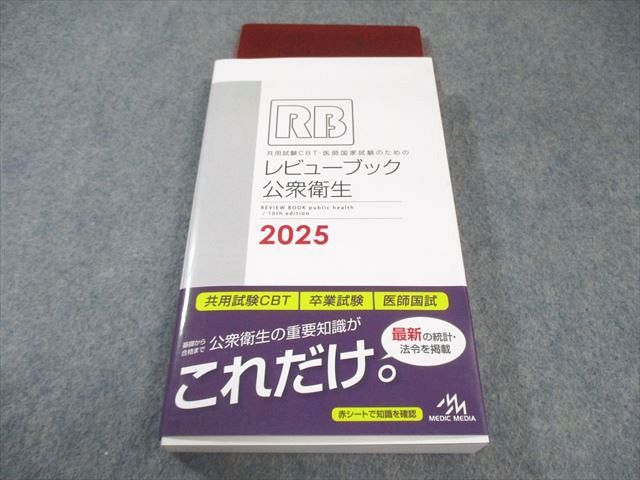 RB
共用試験CBT・医師国家試験のための
レビューブック
公衆衛生
REVIEW BOOK public health
/ 10th edition
2025
共用試験CBT
卒業試験
医師国試
基礎から
合格まで
公衆衛生の重要知識が
これだけ。
最新の統計・
法令を掲載
赤シートで知識を確認
MEDIC MEDIA